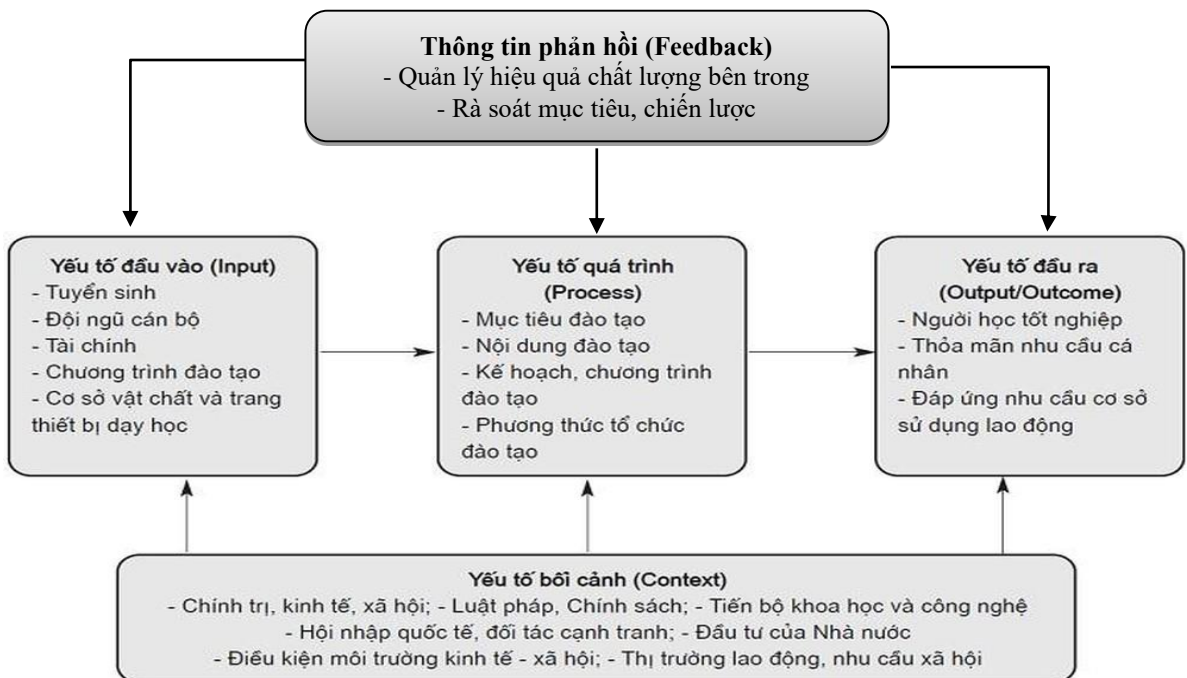 Thông tin phản hồi (Feedback)
- Quản lý hiệu quả chất lượng bên trong
- Rà soát mục tiêu, chiến lược
Yếu tố đầu vào (Input)
- Tuyển sinh
- Đội ngũ cán bộ
- Tài chính
- Chương trình đào tạo
- Cơ sở vật chất và trang
thiết bị dạy học
Yếu tố quá trình
(Process)
- Mục tiêu đào tạo
- Nội dung đào tạo
- Kế hoạch, chương trình
đào tạo
- Phương thức tổ chức
đào tạo
Yếu tố đầu ra
(Output/Outcome)
- Người học tốt nghiệp
- Thỏa mãn nhu cầu cá
nhân
- Đáp ứng nhu cầu cơ sở
sử dụng lao động
Yếu tố bối cảnh (Context)
- Chính trị, kinh tế, xã hội; - Luật pháp, Chính sách; - Tiến bộ khoa học và công nghệ
- Hội nhập quốc tế, đối tác cạnh tranh; - Đầu tư của Nhà nước
- Điều kiện môi trường kinh tế - xã hội; - Thị trường lao động, nhu cầu xã hội